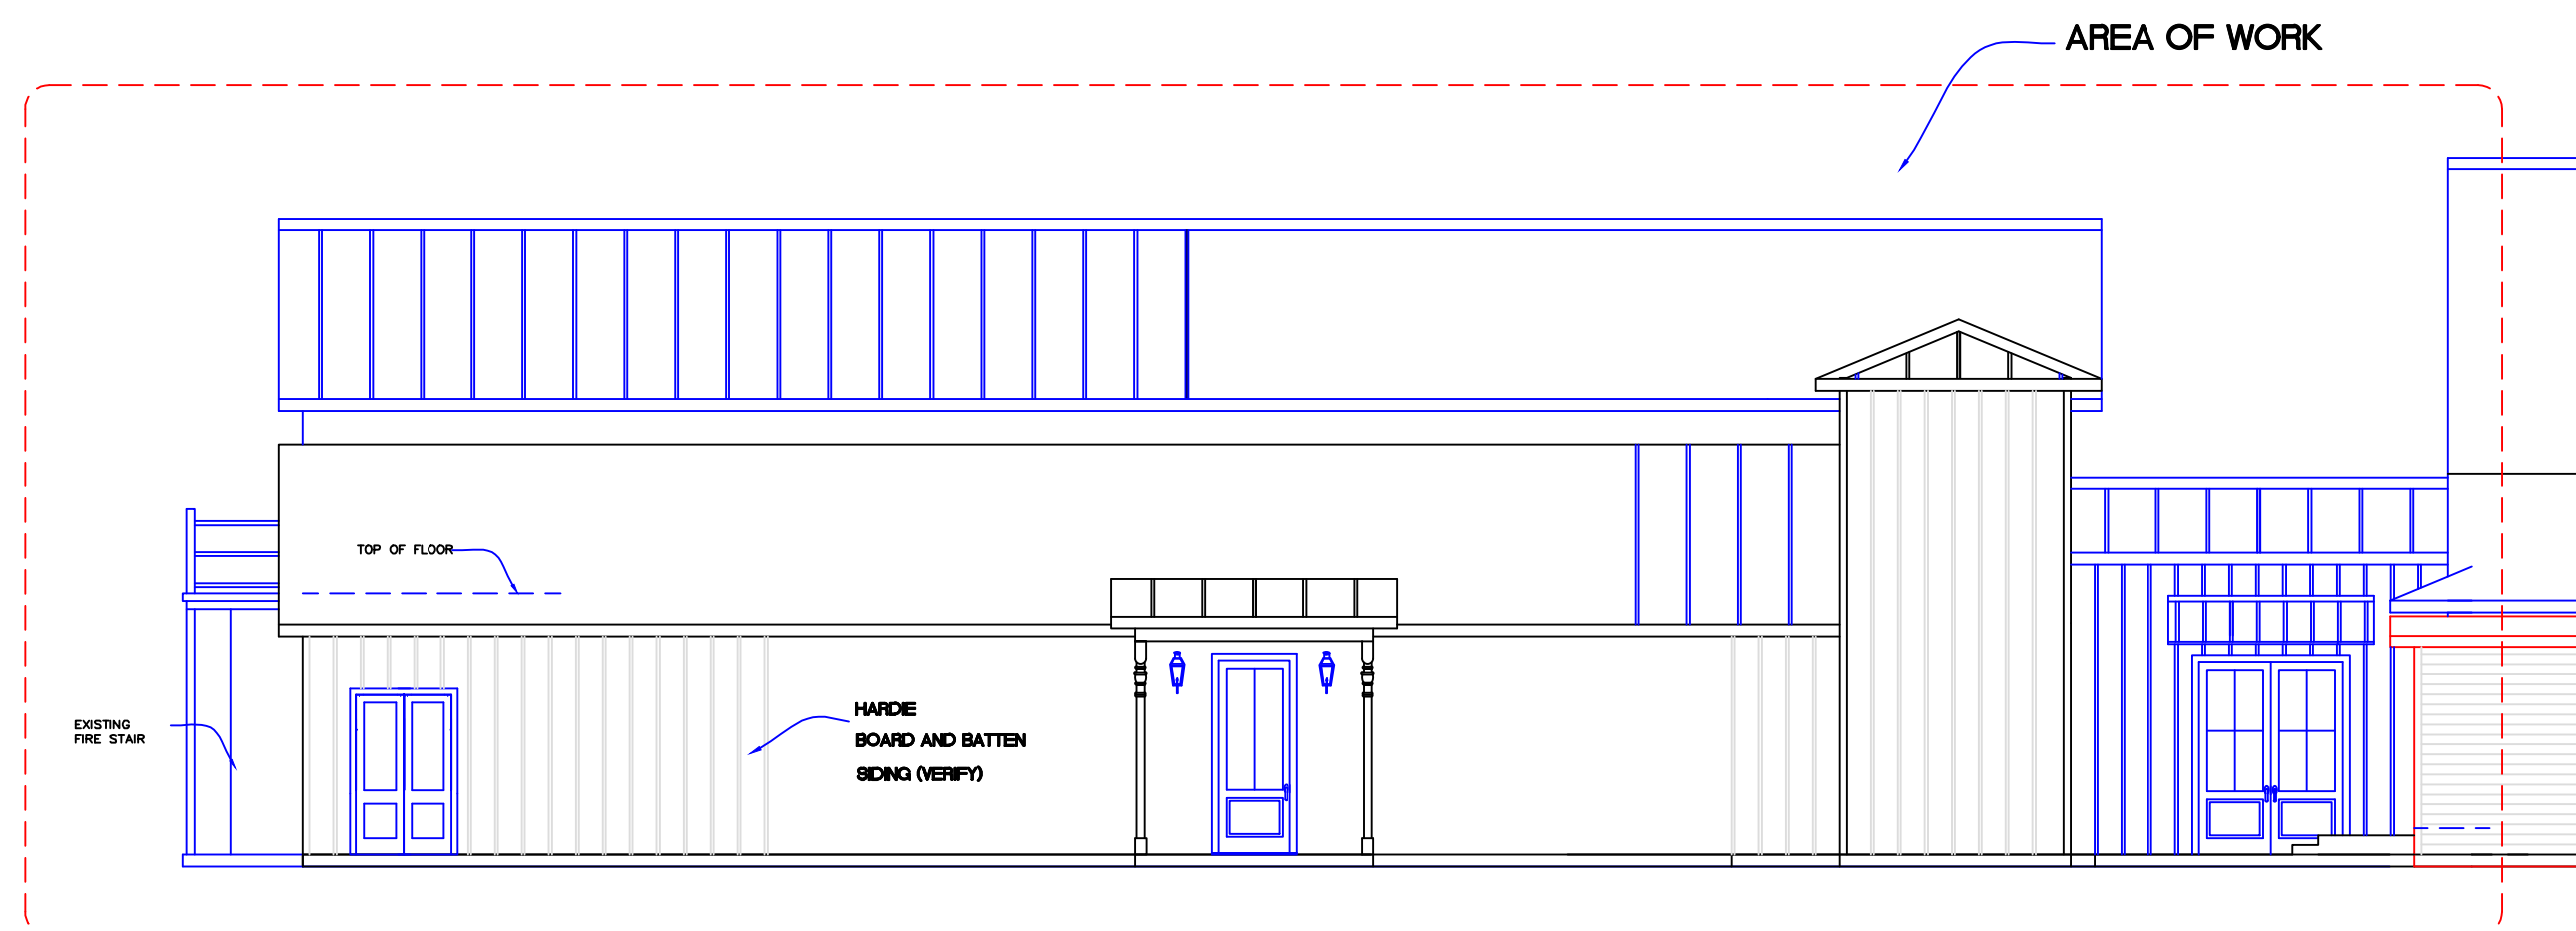 AREA OF WORK
TOP OF FLOOR
EXISTING
FIRE STAIR
HARDIE
BOARD AND BATTEN
SIDING (VERIFY)